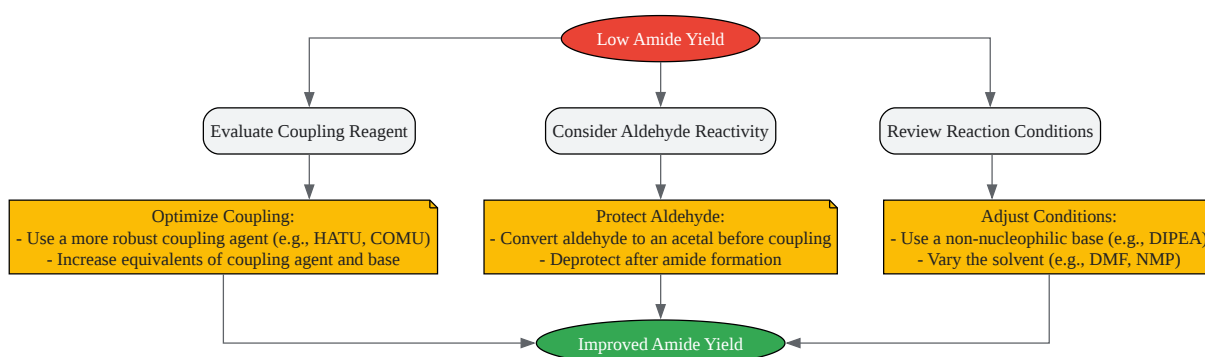 Low Amide Yield
Evaluate Coupling Reagent
Consider Aldehyde Reactivity
Review Reaction Conditions
Optimize Coupling:
- Use a more robust coupling agent (e.g., HATU, COMU)
- Increase equivalents of coupling agent and base
Protect Aldehyde:
- Convert aldehyde to an acetal before coupling
- Deprotect after amide formation
Adjust Conditions:
- Use a non-nucleophilic base (e.g., DIPEA)
- Vary the solvent (e.g., DMF, NMP)
Improved Amide Yield